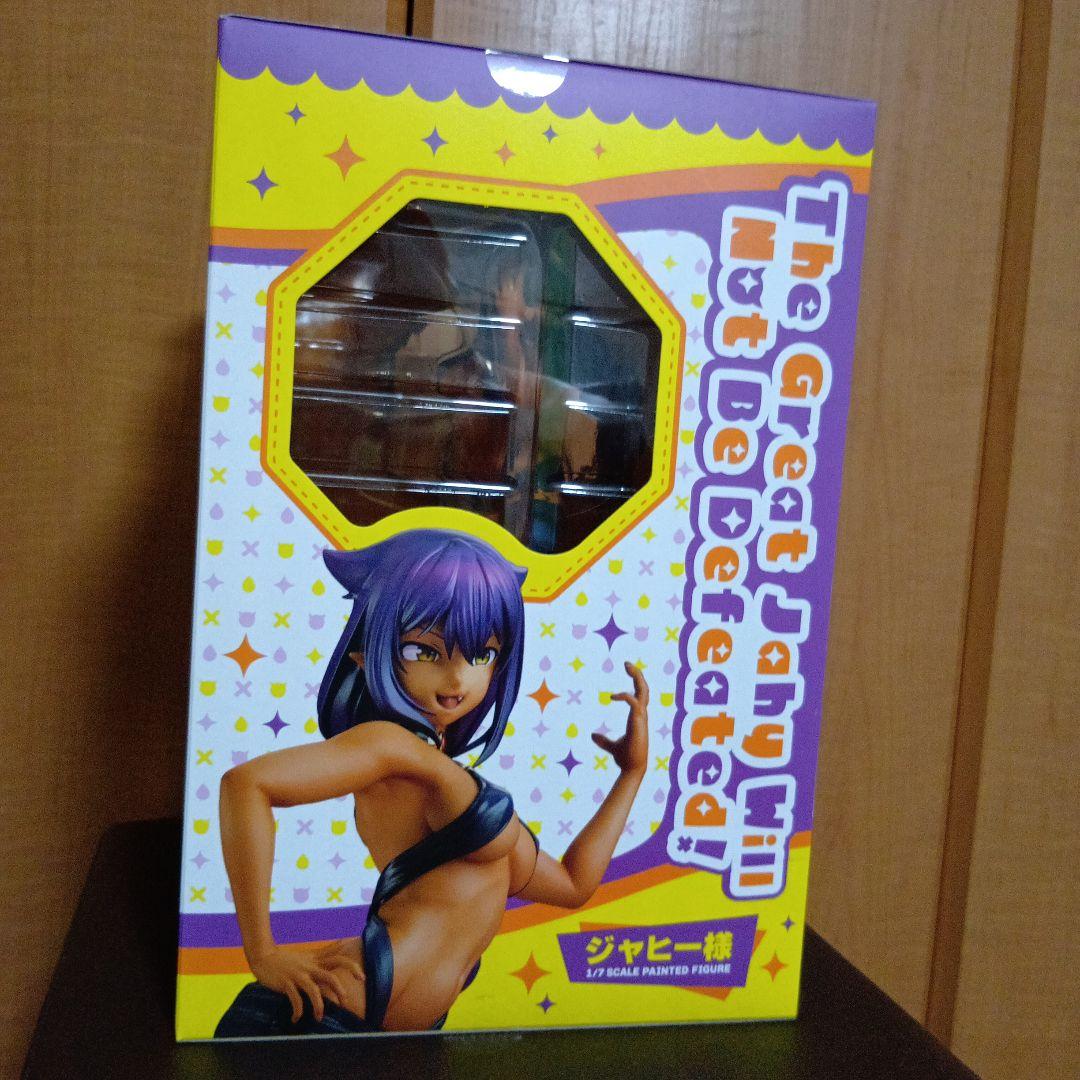 The Great Jahy Will
Not Be Defeated!
ジャヒー様
1/7 SCALE PAINTED FIGURE